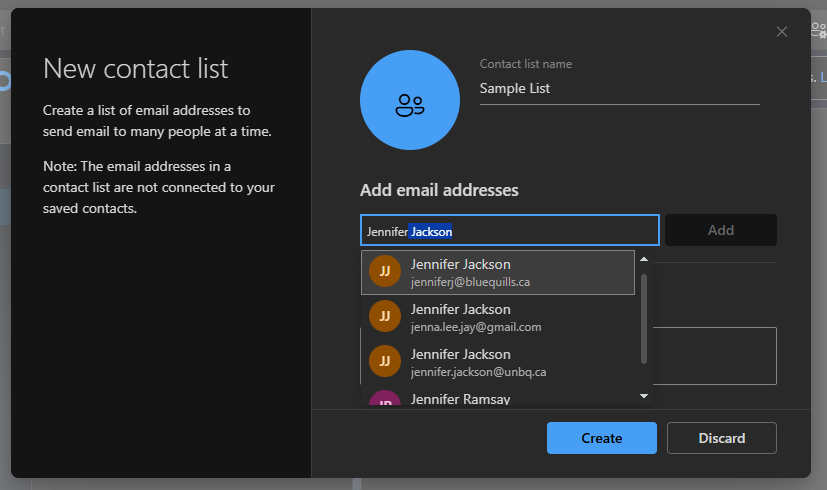 New contact list
Create a list of email addresses to
send email to many people at a time.
Note: The email addresses in a
contact list are not connected to your
saved contacts.
Contact list name
Sample List
Add email addresses
Jennifer Jackson
Add
JJ
Jennifer Jackson
jenniferj@bluequills.ca
JJ
Jennifer Jackson
jenna.lee.jay@gmail.com
JJ
Jennifer Jackson
jennifer.jackson@unbq.ca
JR
Jennifer Ramsay
Create
Discard